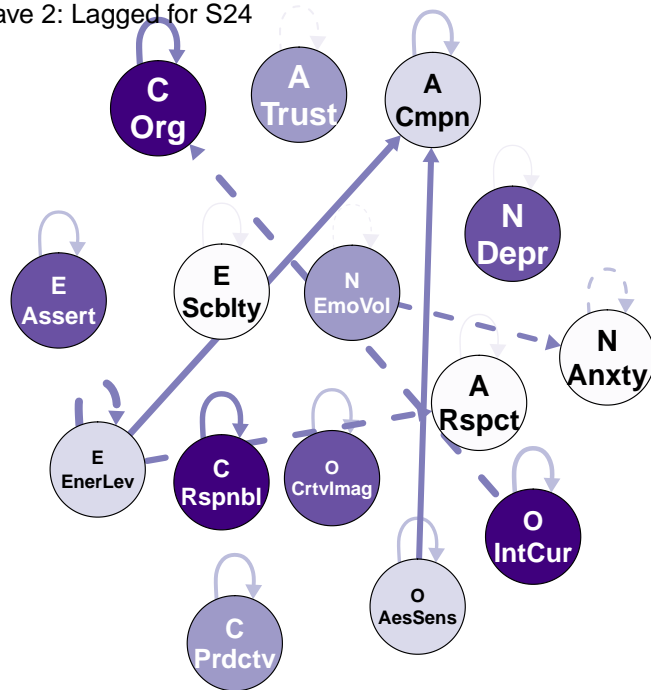 ave 2: Lagged for S24
C
Org
A
Trust
A
Cmpn
N
Depr
E
Assert
E
Scblty
N
EmoVol
N
Anxty
A
Rspct
E
EnerLev
C
Rspnbl
O
CrtvImag
O
IntCur
O
AesSens
C
Prdctv